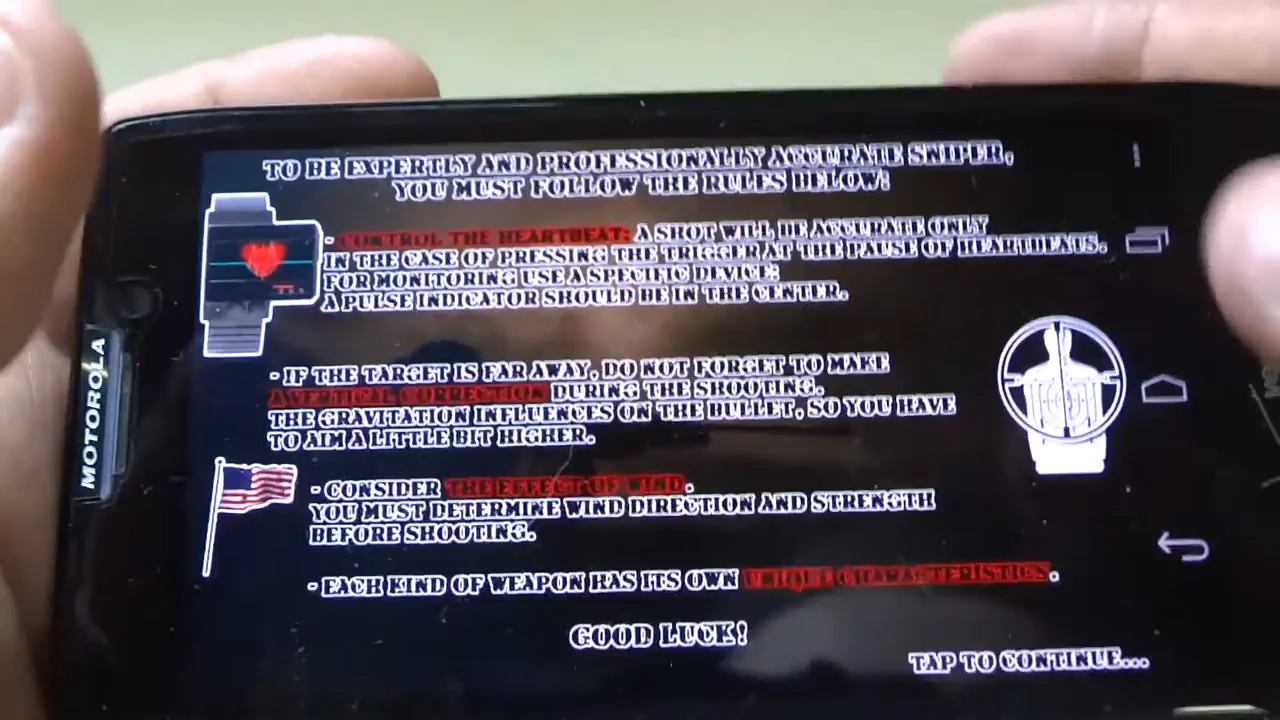 TO BE EXPERTLY AND PROFESSIONALLY ACCURATE SNIPER,
YOU MUST FOLLOW THE RULES BELOW:
- CONTROL THE HEARTBEAT: A SHOT WILL BE ACCURATE ONLY
IN THE CASE OF PRESSING THE TRIGGER AT THE PAUSE OF HEARTBEATS.
FOR MONITORING USE A SPECIFIC DEVICE:
A PULSE INDICATOR SHOULD BE IN THE CENTER.
- IF THE TARGET IS FAR AWAY, DO NOT FORGET TO MAKE
A VERTICAL CORRECTION DURING THE SHOOTING.
THE GRAVITATION INFLUENCES ON THE BULLET, SO YOU HAVE
TO AIM A LITTLE BIT HIGHER.
- CONSIDER THE EFFECT OF WIND.
YOU MUST DETERMINE WIND DIRECTION AND STRENGTH
BEFORE SHOOTING.
- EACH KIND OF WEAPON HAS ITS OWN UNIQUE CHARACTERISTICS.
GOOD LUCK!
TAP TO CONTINUE...
MOTOROLA